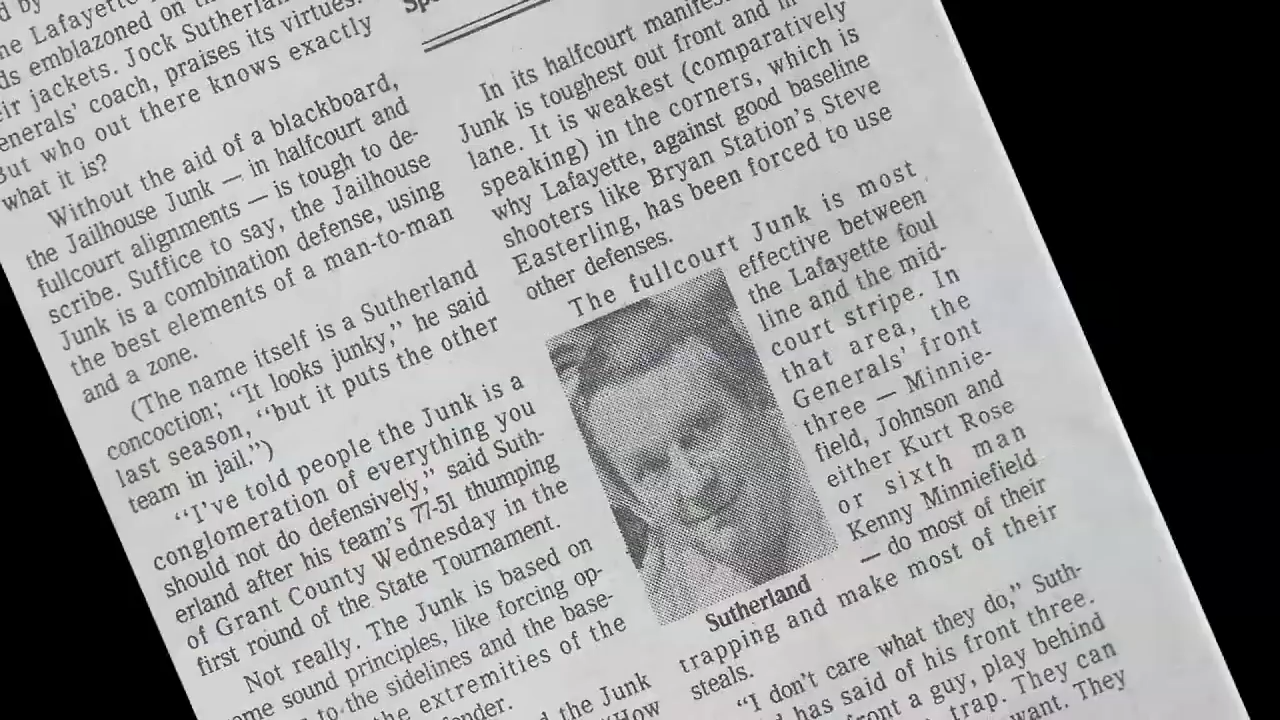 he Lafayette
ds emblazoned on
eir jackets. Jock Sutherlan
enerals' coach, praises its virtues.
But who out there knows exactly
what it is?
Without the aid of a blackboard,
the Jailhouse Junk — in halfcourt and
fullcourt alignments — is tough to de-
scribe. Suffice to say, the Jailhouse
Junk is a combination defense, using
the best elements of a man-to-man
and a zone.
(The name itself is a Sutherland
concoction; “It looks junky,” he said
last season, “but it puts the other
team in jail.”)
“I've told people the Junk is a
conglomeration of everything you
should not do defensively,” said Suth-
erland after his team's 77-51 thumping
of Grant County Wednesday in the
first round of the State Tournament.
Not really. The Junk is based on
ome sound principles, like forcing op-
to the sidelines and the base-
the extremities of the
nder.
d the Junk
“How
In its halfcourt manifes
Junk is toughest out front and in
lane. It is weakest (comparatively
speaking) in the corners, which is
why Lafayette, against good baseline
shooters like Bryan Station's Steve
Easterling, has been forced to use
other defenses.
The fullcourt Junk is most
effective between
the Lafayette foul
line and the mid-
court stripe. In
that area, the
Generals' front
three — Minnie-
field, Johnson and
either Kurt Rose
or sixth man
Kenny Minniefield
— do most of their
trapping and make most of their
steals.
Sutherland
“I don't care what they do,” Suth-
d has said of his front three.
front a guy, play behind
trap. They can
want. They